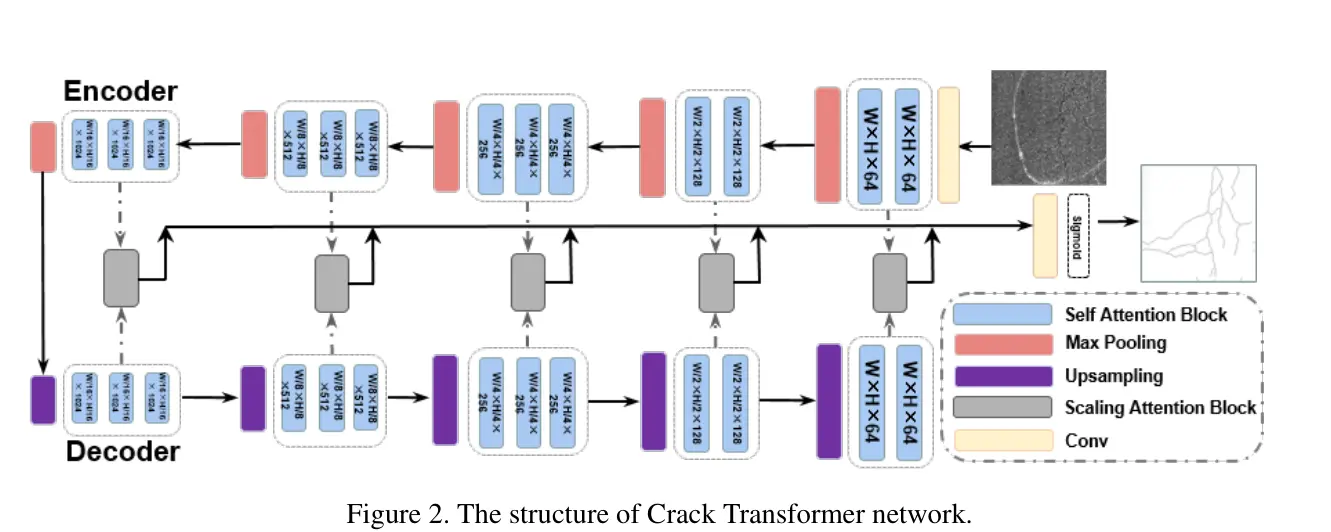 Encoder
W/16×H/16
×1024
W/16×H/16
×1024
W/16×H/16
×1024
W/8×H/8
×512
W/8×H/8
×512
W/8×H/8
×512
W/4×H/4×
256
W/4×H/4×
256
W/4×H/4×
256
W/2×H/2×128
W/2×H/2×128
W×H×64
W×H×64
sigmoid
Self Attention Block
Max Pooling
Upsampling
Scaling Attention Block
Conv
W/16×H/16
×1024
W/16×H/16
×1024
W/16×H/16
×1024
W/8×H/8
×512
W/8×H/8
×512
W/8×H/8
×512
W/4×H/4×
256
W/4×H/4×
256
W/4×H/4×
256
W/2×H/2×128
W/2×H/2×128
W×H×64
W×H×64
Decoder
Figure 2. The structure of Crack Transformer network.